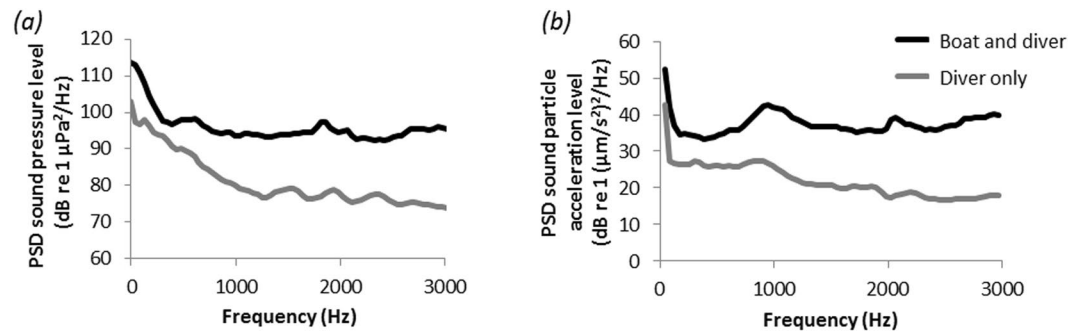 (a)
PSD sound pressure level
(dB re 1 μPa²/Hz)
120
110
100
90
80
70
60
0
1000
2000
3000
Frequency (Hz)
(b)
PSD sound particle
acceleration level
(dB re 1 (μm/s²)²/Hz)
60
50
40
30
20
10
0
0
1000
2000
3000
Frequency (Hz)
Boat and diver
Diver only